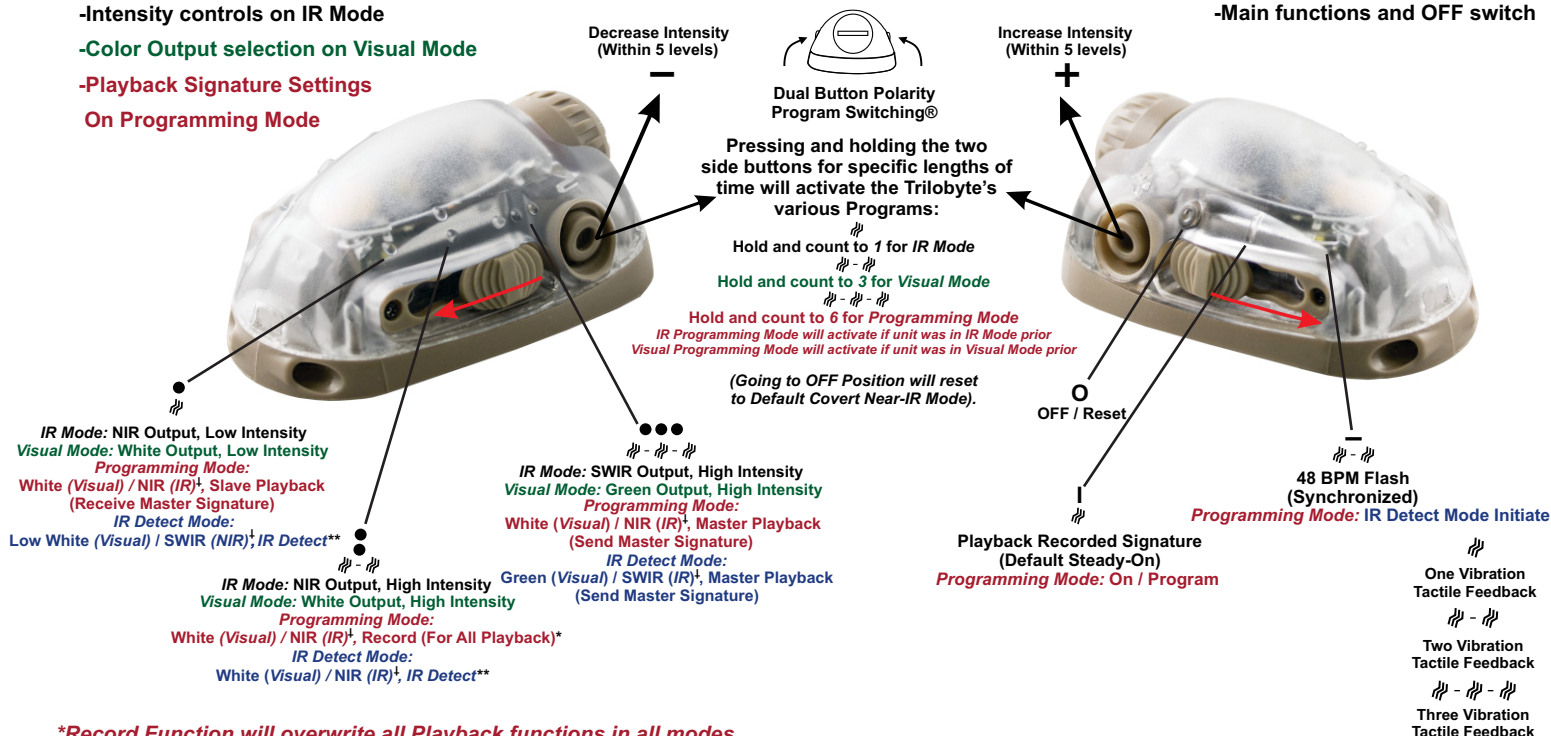 -Intensity controls on IR Mode
-Color Output selection on Visual Mode
-Playback Signature Settings
On Programming Mode
-Main functions and OFF switch
Decrease Intensity
(Within 5 levels)
−
Increase Intensity
(Within 5 levels)
+
Dual Button Polarity
Program Switching®
Pressing and holding the two
side buttons for specific lengths of
time will activate the Trilobyte's
various Programs:
Hold and count to 1 for IR Mode
-
Hold and count to 3 for Visual Mode
- -
Hold and count to 6 for Programming Mode
IR Programming Mode will activate if unit was in IR Mode prior
Visual Programming Mode will activate if unit was in Visual Mode prior
(Going to OFF Position will reset
to Default Covert Near-IR Mode).
●
IR Mode: NIR Output, Low Intensity
Visual Mode: White Output, Low Intensity
Programming Mode:
White (Visual) / NIR (IR)‡, Slave Playback
(Receive Master Signature)
IR Detect Mode:
Low White (Visual) / SWIR (NIR)‡, IR Detect**
●
●
-
IR Mode: NIR Output, High Intensity
Visual Mode: White Output, High Intensity
Programming Mode:
White (Visual) / NIR (IR)‡, Record (For All Playback)*
IR Detect Mode:
White (Visual) / NIR (IR)‡, IR Detect**
●●●
- -
IR Mode: SWIR Output, High Intensity
Visual Mode: Green Output, High Intensity
Programming Mode:
White (Visual) / NIR (IR)‡, Master Playback
(Send Master Signature)
IR Detect Mode:
Green (Visual) / SWIR (IR)‡, Master Playback
(Send Master Signature)
O
OFF / Reset
I
Playback Recorded Signature
(Default Steady-On)
Programming Mode: On / Program
–
-
48 BPM Flash
(Synchronized)
Programming Mode: IR Detect Mode Initiate
One Vibration
Tactile Feedback
-
Two Vibration
Tactile Feedback
- -
Three Vibration
Tactile Feedback
*Record Function will overwrite all Playback functions in all modes